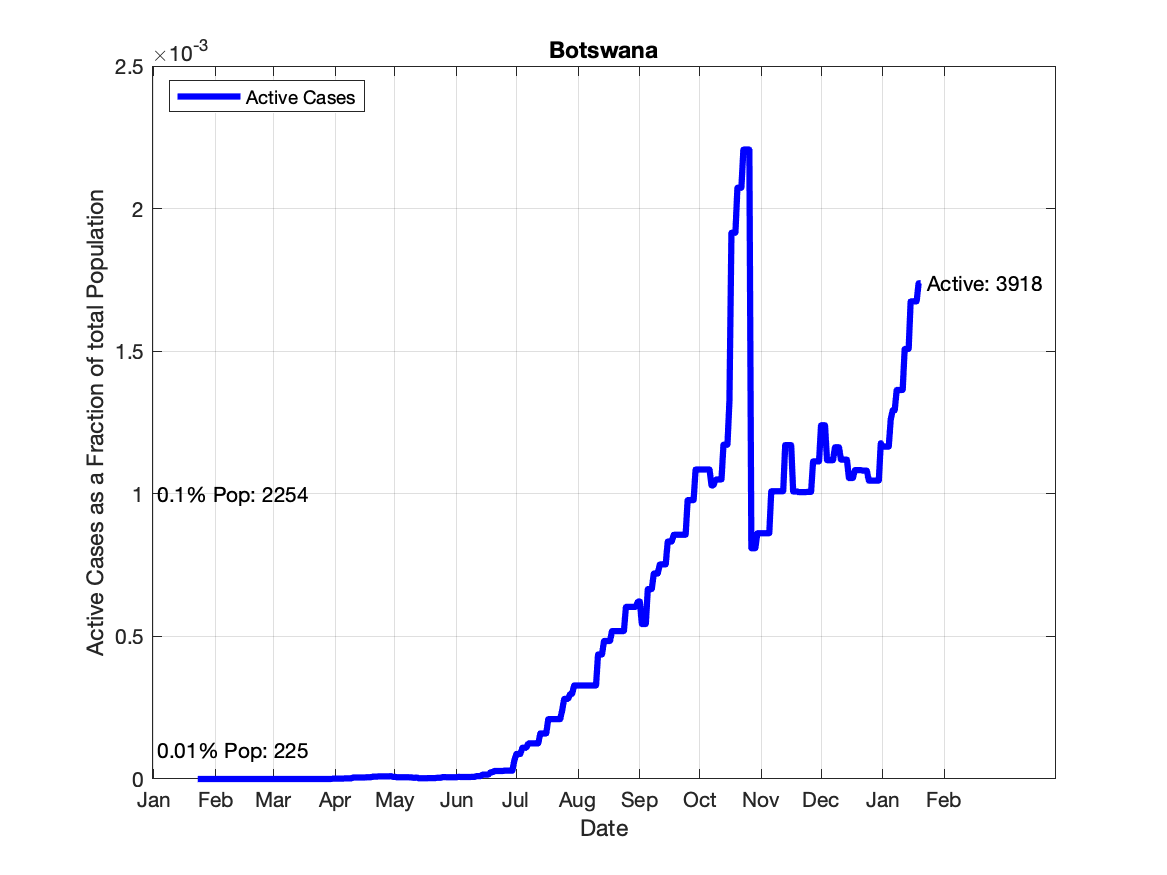 Botswana
×10-3
Active Cases
2.5
2
1.5
1
0.5
0
Active Cases as a Fraction of total Population
Active: 3918
0.1% Pop: 2254
0.01% Pop: 225
Jan Feb Mar Apr May Jun Jul Aug Sep Oct Nov Dec Jan Feb
Date